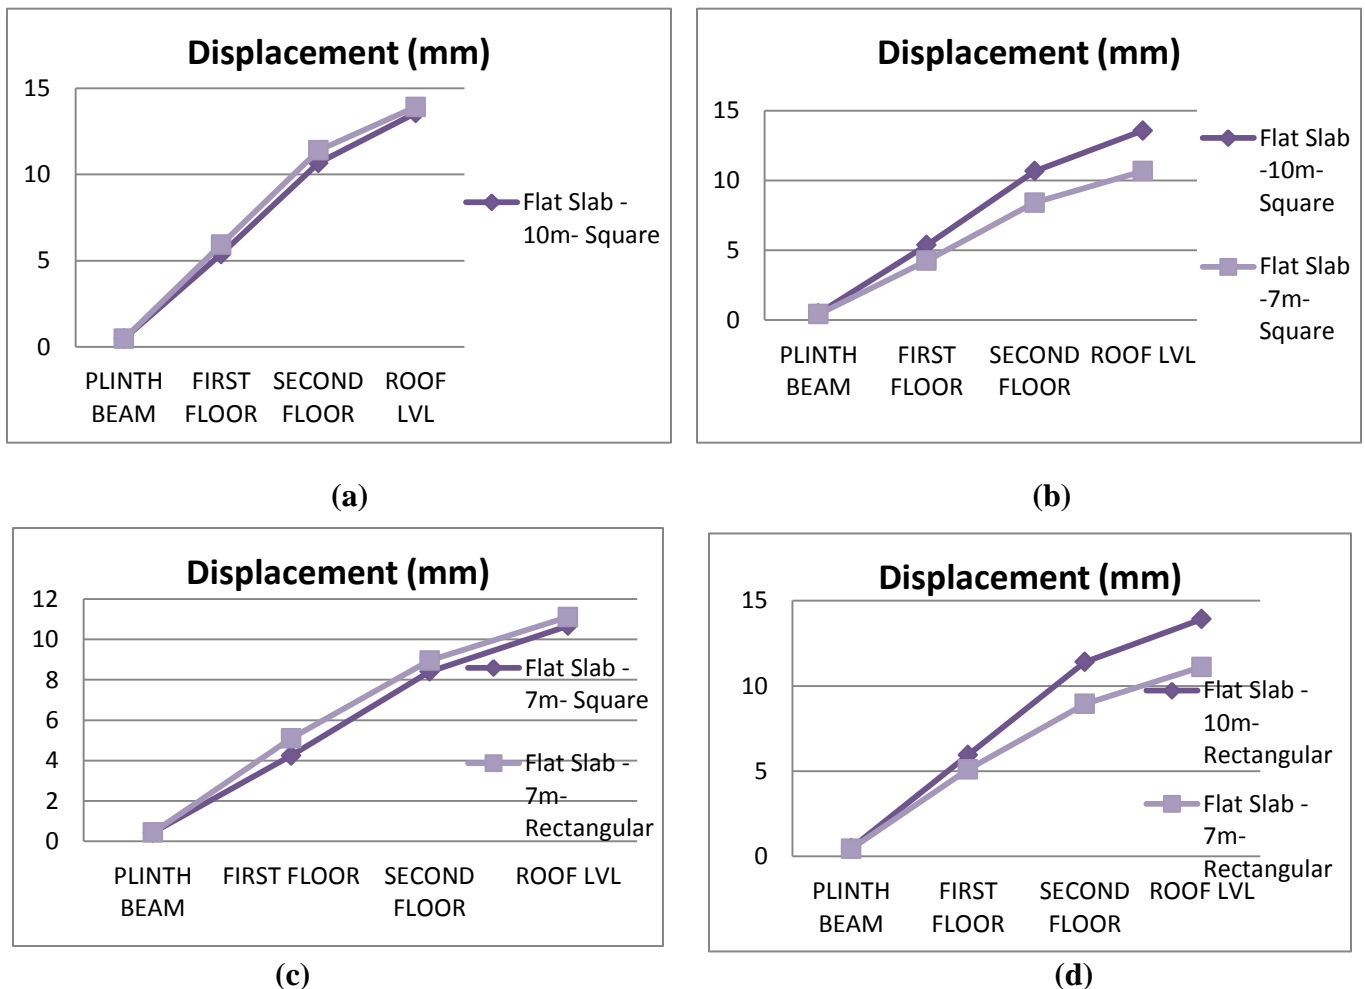 Displacement (mm)
15
10
5
0
PLINTH
BEAM
FIRST
FLOOR
SECOND
FLOOR
ROOF
LVL
Flat Slab -
10m- Square
(a)
Displacement (mm)
15
10
5
0
PLINTH
BEAM
FIRST
FLOOR
SECOND
FLOOR
ROOF LVL
Flat Slab
-10m-
Square
Flat Slab
-7m-
Square
(b)
Displacement (mm)
12
10
8
6
4
2
0
PLINTH
BEAM
FIRST FLOOR
SECOND
FLOOR
ROOF LVL
Flat Slab -
7m- Square
Flat Slab -
7m-
Rectangular
(c)
Displacement (mm)
15
10
5
0
PLINTH
BEAM
FIRST
FLOOR
SECOND
FLOOR
ROOF LVL
Flat Slab -
10m-
Rectangular
Flat Slab -
7m-
Rectangular
(d)